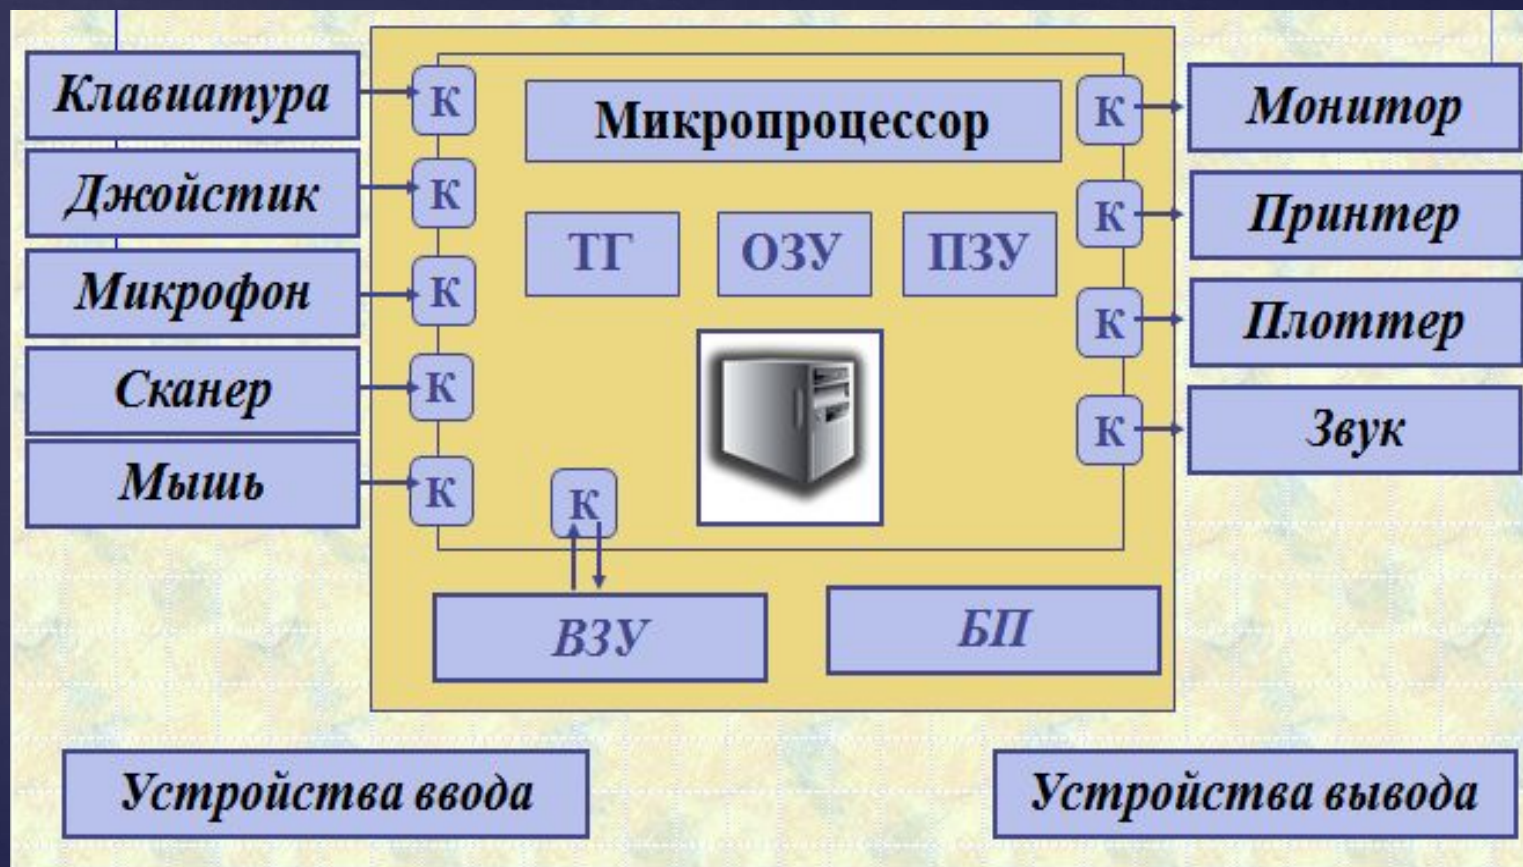 Клавиатура
Джойстик
Микрофон
Сканер
Мышь
К
К
К
К
К
Микропроцессор
ТГ
ОЗУ
ПЗУ
К
ВЗУ
БП
К
К
К
К
Монитор
Принтер
Плоттер
Звук
Устройства ввода
Устройства вывода